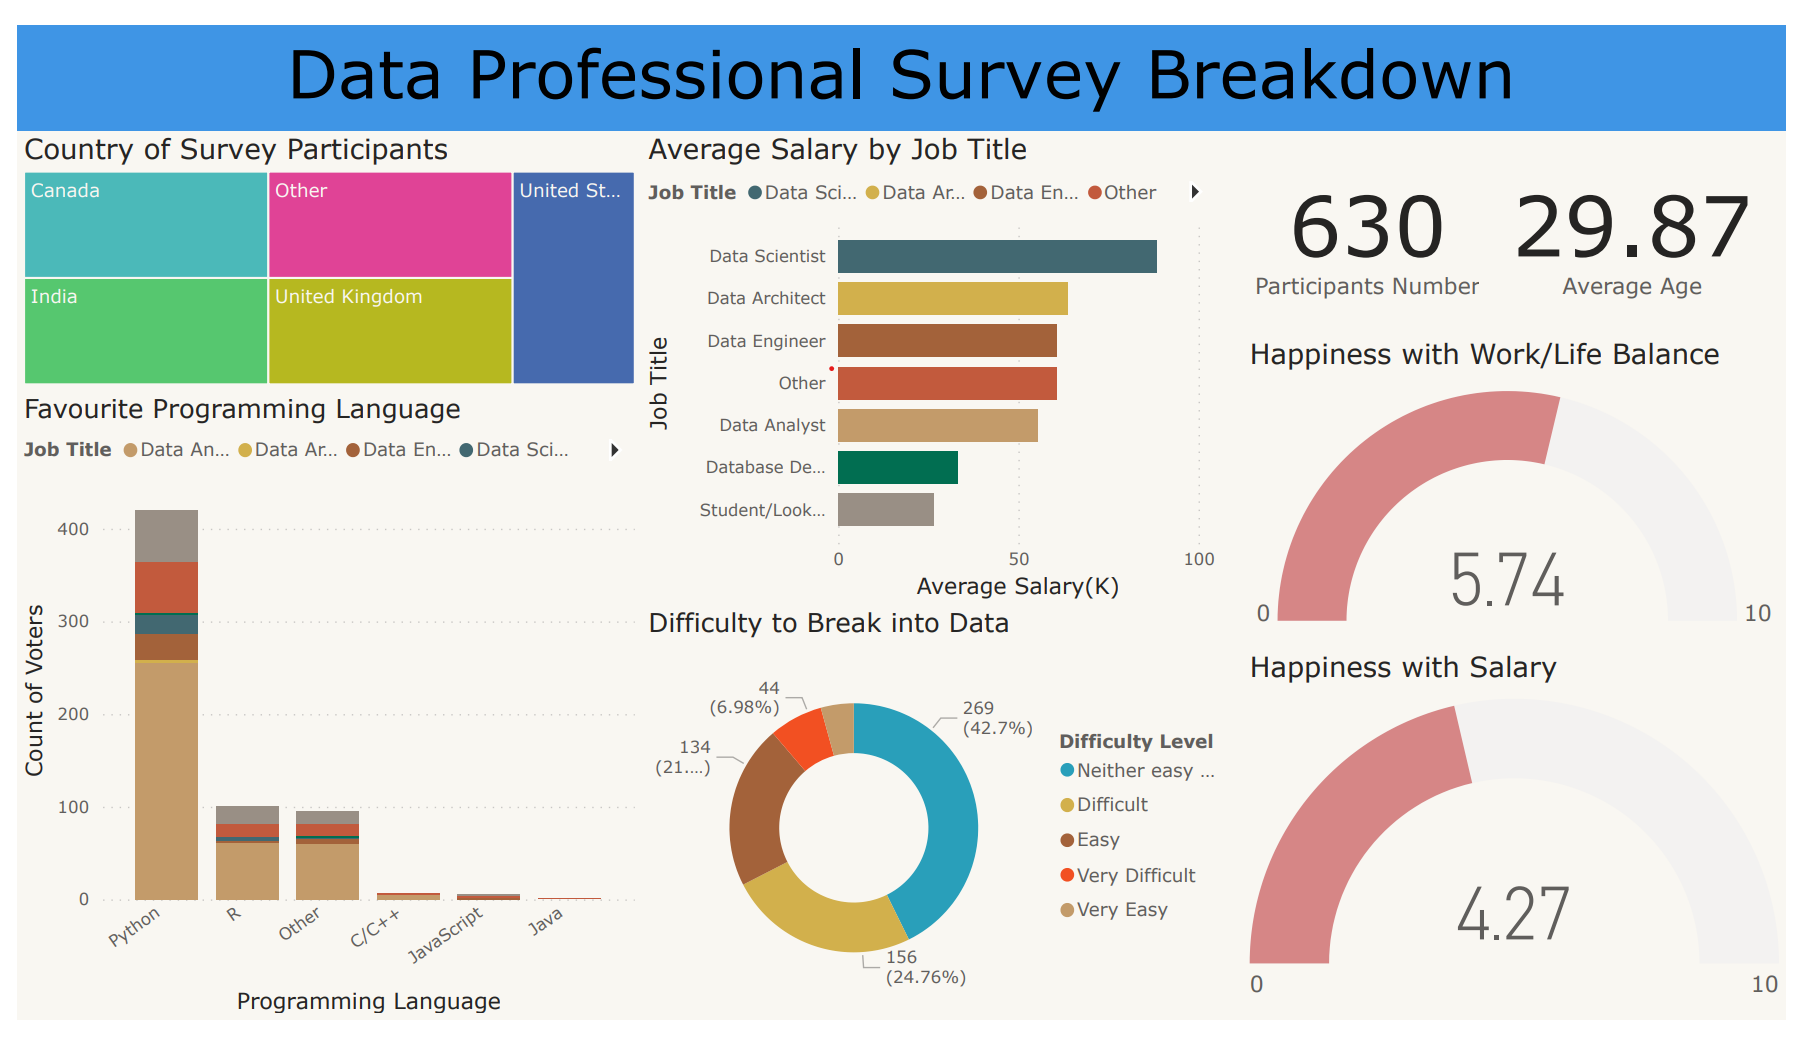 Data Professional Survey Breakdown
Country of Survey Participants
Canada
Other
United St...
India
United Kingdom
Favourite Programming Language
Job Title
Data An...
Data Ar...
Data En...
Data Sci...
Count of Voters
400
300
200
100
0
Python
R
Other
C/C++
JavaScript
Java
Programming Language
Average Salary by Job Title
Job Title
Data Sci...
Data Ar...
Data En...
Other
Job Title
Data Scientist
Data Architect
Data Engineer
Other
Data Analyst
Database De...
Student/Look...
0
50
100
Average Salary(K)
Difficulty to Break into Data
44
(6.98%)
269
(42.7%)
134
(21....)
156
(24.76%)
Difficulty Level
Neither easy ...
Difficult
Easy
Very Difficult
Very Easy
630
Participants Number
29.87
Average Age
Happiness with Work/Life Balance
5.74
0
10
Happiness with Salary
4.27
0
10